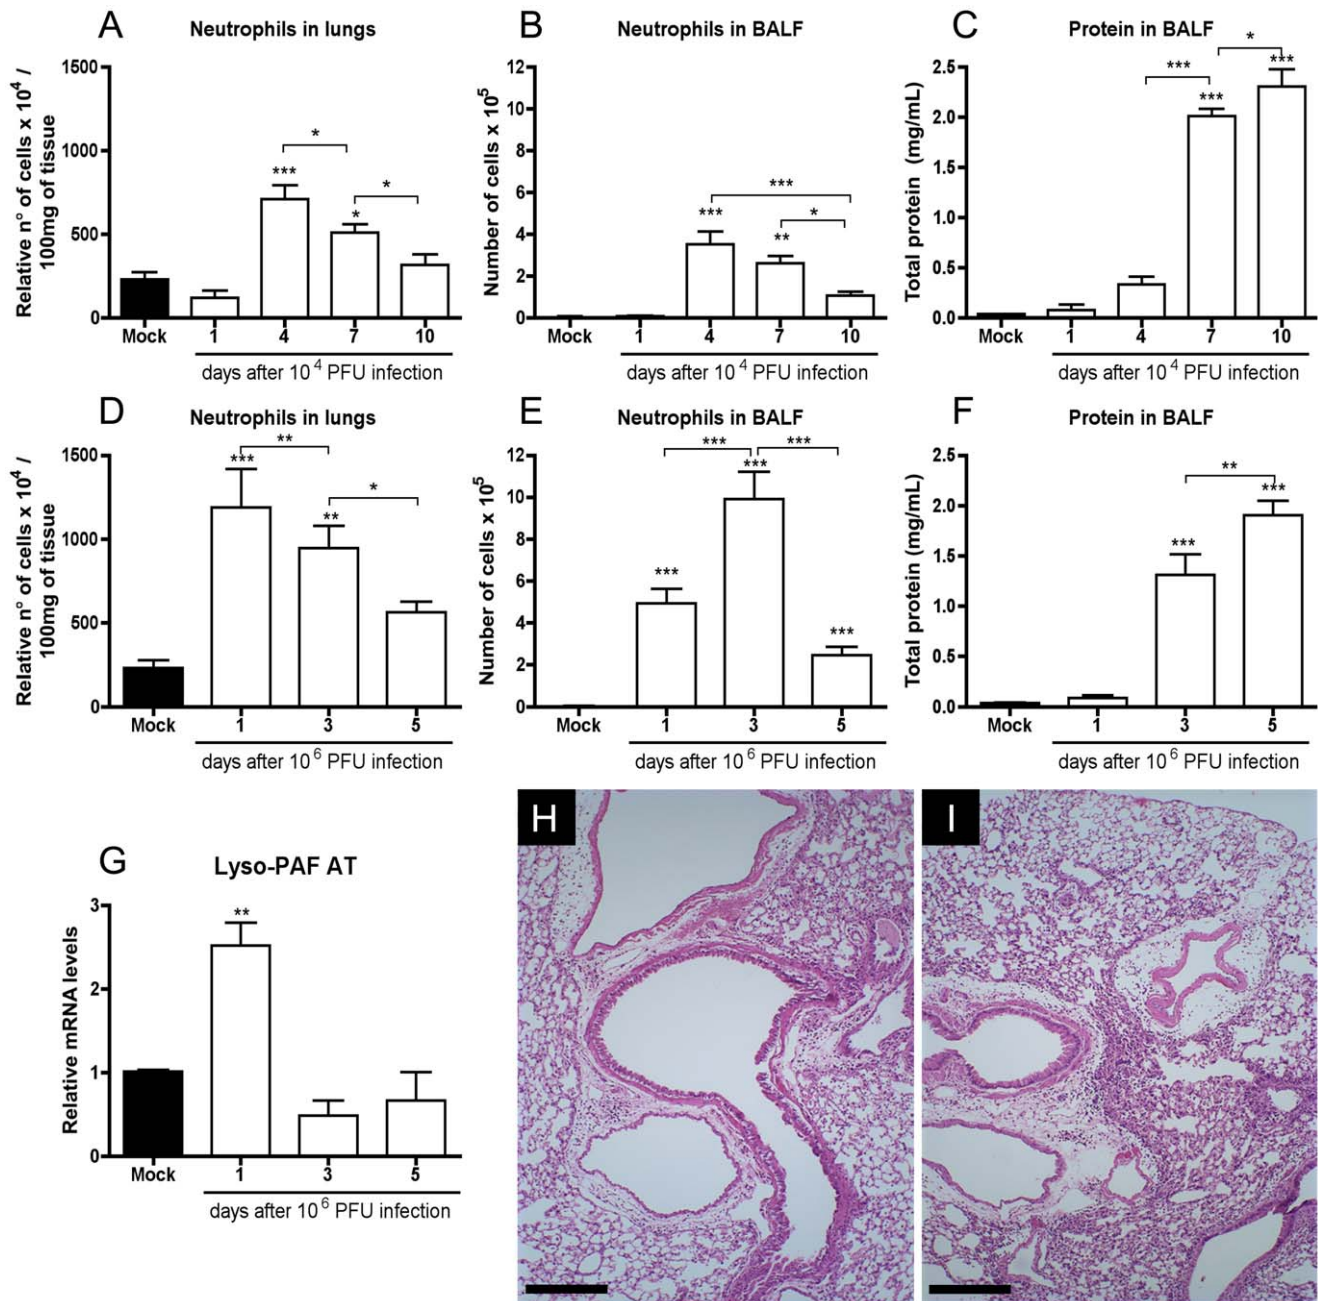 A
Neutrophils in lungs
Relative n° of cells x 10⁴ /
100mg of tissue
1500
1000
500
0
***
*
*
*
Mock 1 4 7 10
days after 10⁴ PFU infection
B
Neutrophils in BALF
Number of cells x 10⁵
12
10
8
6
4
2
0
***
**
***
*
Mock 1 4 7 10
days after 10⁴ PFU infection
C
Protein in BALF
Total protein (mg/mL)
2.5
2.0
1.5
1.0
0.5
0.0
***
***
*
***
Mock 1 4 7 10
days after 10⁴ PFU infection
D
Neutrophils in lungs
Relative n° of cells x 10⁴ /
100mg of tissue
1500
1000
500
0
***
**
**
*
Mock 1 3 5
days after 10⁶ PFU infection
E
Neutrophils in BALF
Number of cells x 10⁵
12
10
8
6
4
2
0
***
***
***
***
***
Mock 1 3 5
days after 10⁶ PFU infection
F
Protein in BALF
Total protein (mg/mL)
2.5
2.0
1.5
1.0
0.5
0.0
***
**
***
Mock 1 3 5
days after 10⁶ PFU infection
G
Lyso-PAF AT
Relative mRNA levels
3
2
1
0
**
Mock 1 3 5
days after 10⁶ PFU infection
H
I